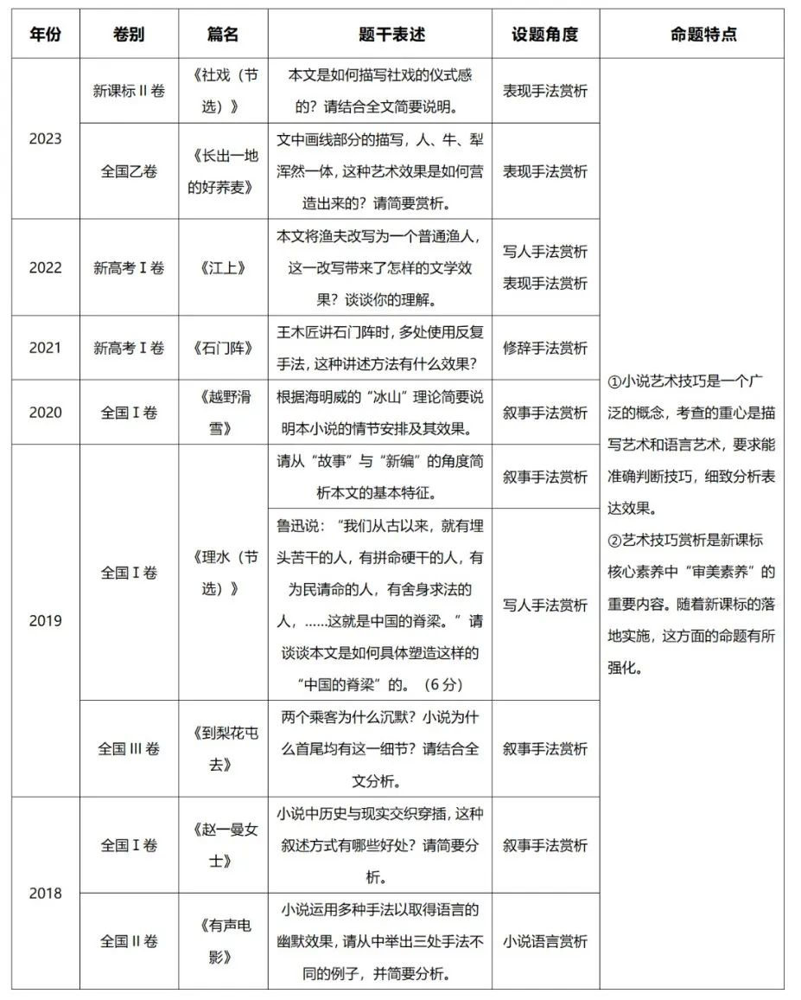 年份 卷别 篇名 题干表述 设题角度 命题特点
2023
新课标Ⅱ卷
《社戏（节
选）》
本文是如何描写社戏的仪式感
的？请结合全文简要说明。
表现手法赏析
全国乙卷
《长出一地
的好荞麦》
文中画线部分的描写，人、牛、犁
浑然一体，这种艺术效果是如何营
造出来的？请简要赏析。
表现手法赏析
2022
新高考Ⅰ卷
《江上》
本文将渔夫改写为一个普通渔人，
这一改写带来了怎样的文学效
果？谈谈你的理解。
写人手法赏析
表现手法赏析
2021
新高考Ⅰ卷
《石门阵》
王木匠讲石门阵时，多处使用反复
手法，这种讲述方法有什么效果？
修辞手法赏析
2020
全国Ⅰ卷
《越野滑
雪》
根据海明威的“冰山”理论简要说
明本小说的情节安排及其效果。
叙事手法赏析
2019
全国Ⅰ卷
《理水（节
选）》
请从“故事”与“新编”的角度简
析本文的基本特征。
叙事手法赏析
鲁迅说：“我们从古以来，就有埋
头苦干的人，有拼命硬干的人，有
为民请命的人，有舍身求法的
人，……这就是中国的脊梁。”请
谈谈本文是如何具体塑造这样的
“中国的脊梁”的。（6分）
写人手法赏析
全国III卷
《到梨花屯
去》
两个乘客为什么沉默？小说为什
么首尾均有这一细节？请结合全
文分析。
叙事手法赏析
2018
全国Ⅰ卷
《赵一曼女
士》
小说中历史与现实交织穿插，这种
叙述方式有哪些好处？请简要分
析。
叙事手法赏析
全国Ⅱ卷
《有声电
影》
小说运用多种手法以取得语言的
幽默效果，请从中举出三处手法不
同的例子，并简要分析。
小说语言赏析
①小说艺术技巧是一个广
泛的概念，考查的重心是描
写艺术和语言艺术，要求能
准确判断技巧，细致分析表
达效果。
②艺术技巧赏析是新课标
核心素养中“审美素养”的
重要内容。随着新课标的落
地实施，这方面的命题有所
强化。